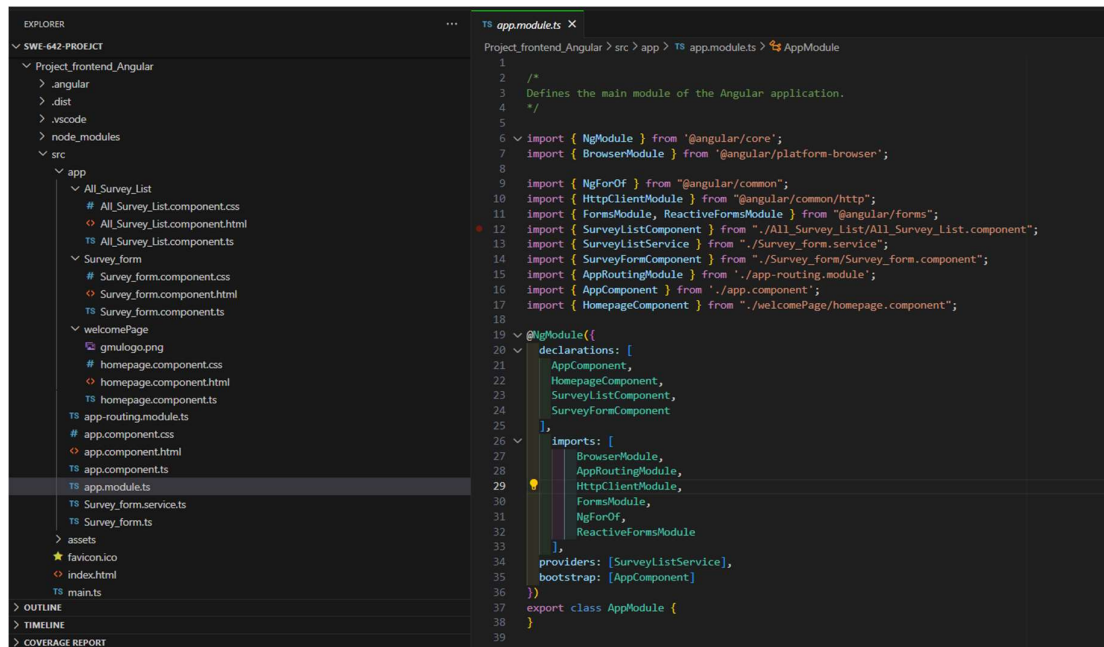 EXPLORER
SWE-642-PROEJCT
Project_frontend_Angular
.angular
.dist
.vscode
node_modules
src
app
All_Survey_List
# All_Survey_List.component.css
<> All_Survey_List.component.html
TS All_Survey_List.component.ts
Survey_form
# Survey_form.component.css
<> Survey_form.component.html
TS Survey_form.component.ts
welcomePage
gmulogo.png
# homepage.component.css
<> homepage.component.html
TS homepage.component.ts
TS app-routing.module.ts
# app.component.css
<> app.component.html
TS app.component.ts
TS app.module.ts
TS Survey_form.service.ts
TS Survey_form.ts
assets
favicon.ico
<> index.html
TS main.ts
OUTLINE
TIMELINE
COVERAGE REPORT
TS app.module.ts
Project_frontend_Angular > src > app > TS app.module.ts > AppModule
1
2 /*
3 Defines the main module of the Angular application.
4 */
5
6 import { NgModule } from '@angular/core';
7 import { BrowserModule } from '@angular/platform-browser';
8
9 import { NgForOf } from "@angular/common";
10 import { HttpClientModule } from "@angular/common/http";
11 import { FormsModule, ReactiveFormsModule } from "@angular/forms";
12 import { SurveyListComponent } from "./All_Survey_List/All_Survey_List.component";
13 import { SurveyListService } from "./Survey_form.service";
14 import { SurveyFormComponent } from "./Survey_form/Survey_form.component";
15 import { AppRoutingModule } from './app-routing.module';
16 import { AppComponent } from './app.component';
17 import { HomepageComponent } from "./welcomePage/homepage.component";
18
19 @NgModule({
20 declarations: [
21 AppComponent,
22 HomepageComponent,
23 SurveyListComponent,
24 SurveyFormComponent
25 ],
26 imports: [
27 BrowserModule,
28 AppRoutingModule,
29 HttpClientModule,
30 FormsModule,
31 NgForOf,
32 ReactiveFormsModule
33 ],
34 providers: [SurveyListService],
35 bootstrap: [AppComponent]
36 })
37 export class AppModule {
38 }
39